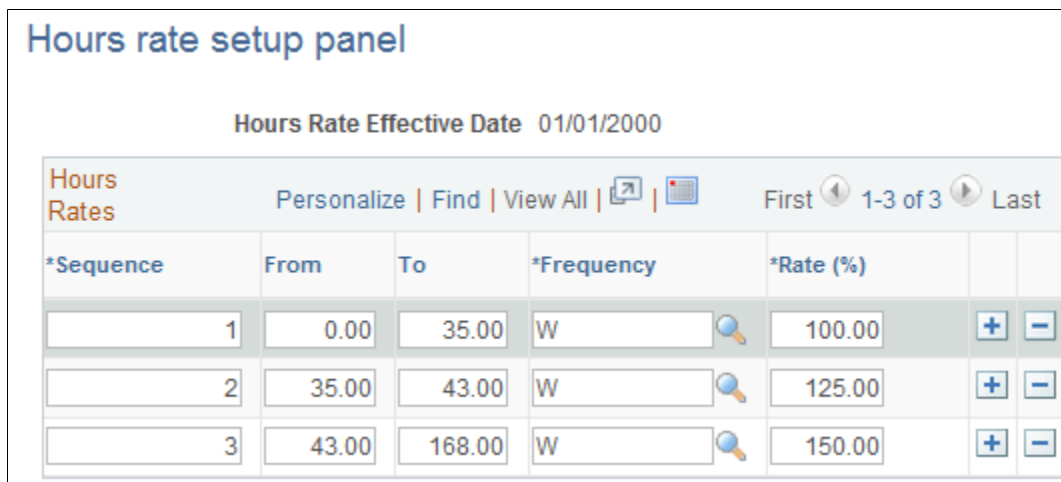 Hours rate setup panel
Hours Rate Effective Date 01/01/2000
Hours Rates Personalize | Find | View All | | First 1-3 of 3 Last
*Sequence From To *Frequency *Rate (%)
1 0.00 35.00 W 100.00 + −
2 35.00 43.00 W 125.00 + −
3 43.00 168.00 W 150.00 + −